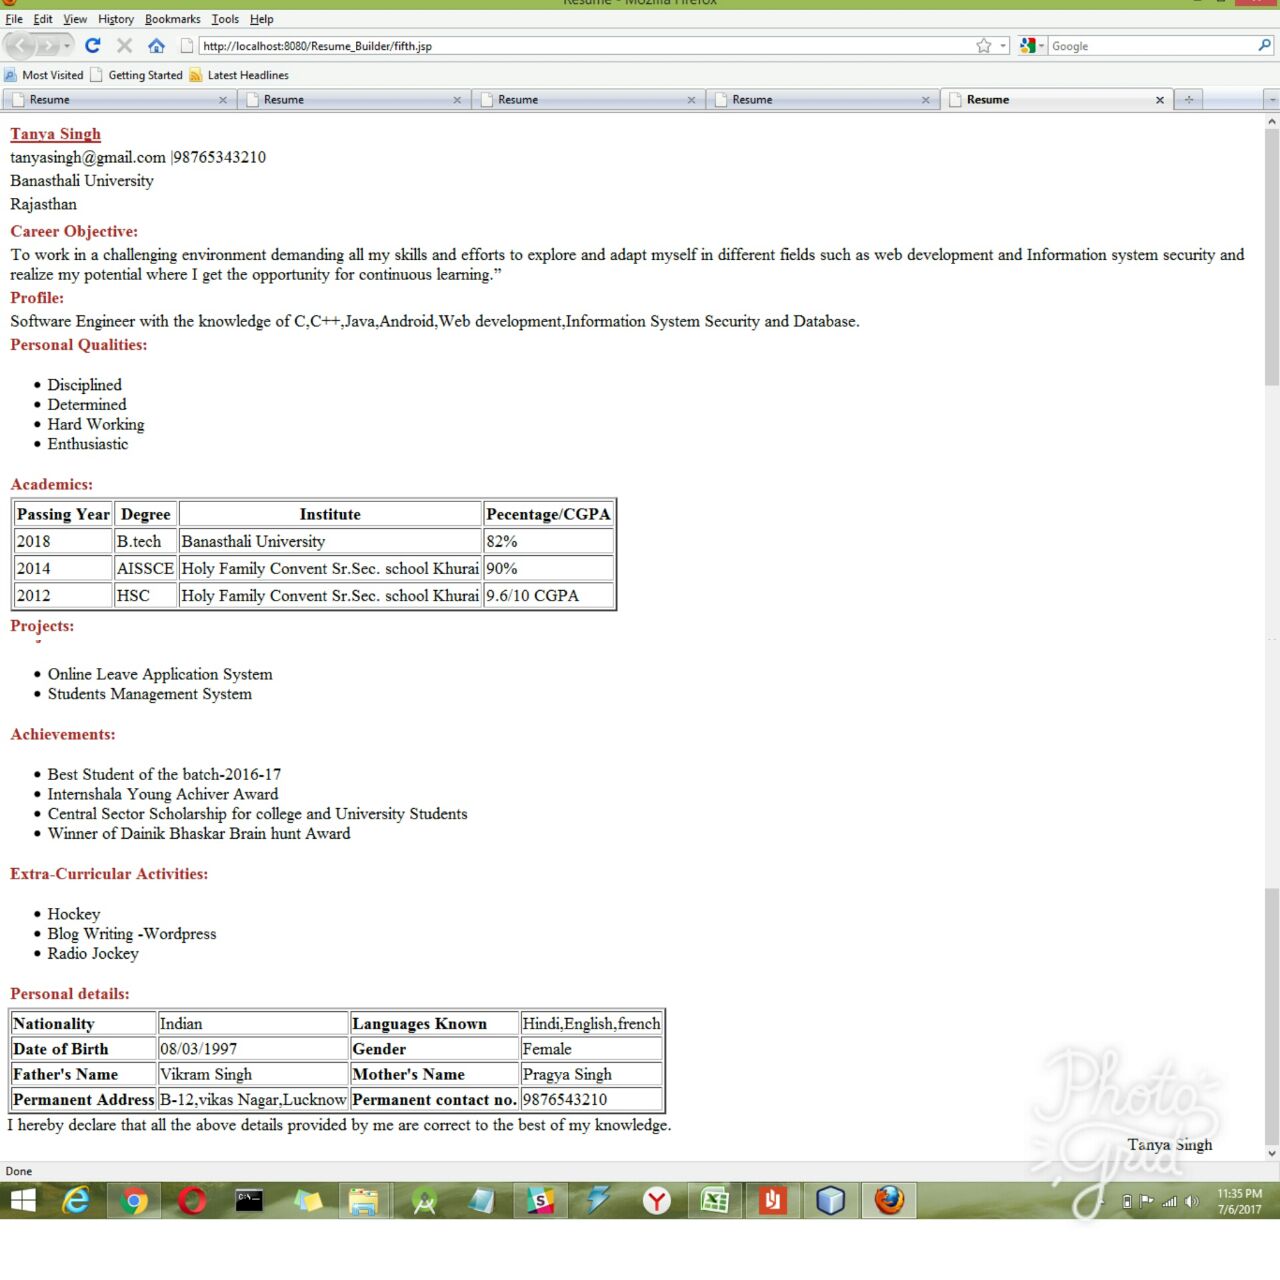 Resume - Mozilla Firefox
File Edit View History Bookmarks Tools Help
http://localhost:8080/Resume_Builder/fifth.jsp
Google
Most Visited Getting Started Latest Headlines
Resume Resume Resume Resume Resume
Tanya Singh
tanyasingh@gmail.com |98765343210
Banasthali University
Rajasthan
Career Objective:
To work in a challenging environment demanding all my skills and efforts to explore and adapt myself in different fields such as web development and Information system security and
realize my potential where I get the opportunity for continuous learning.”
Profile:
Software Engineer with the knowledge of C,C++,Java,Android,Web development,Information System Security and Database.
Personal Qualities:
Disciplined
Determined
Hard Working
Enthusiastic
Academics:
Passing Year Degree Institute Pecentage/CGPA
2018 B.tech Banasthali University 82%
2014 AISSCE Holy Family Convent Sr.Sec. school Khurai 90%
2012 HSC Holy Family Convent Sr.Sec. school Khurai 9.6/10 CGPA
Projects:
Online Leave Application System
Students Management System
Achievements:
Best Student of the batch-2016-17
Internshala Young Achiver Award
Central Sector Scholarship for college and University Students
Winner of Dainik Bhaskar Brain hunt Award
Extra-Curricular Activities:
Hockey
Blog Writing -Wordpress
Radio Jockey
Personal details:
Nationality Indian Languages Known Hindi,English,french
Date of Birth 08/03/1997 Gender Female
Father's Name Vikram Singh Mother's Name Pragya Singh
Permanent Address B-12,vikas Nagar,Lucknow Permanent contact no. 9876543210
I hereby declare that all the above details provided by me are correct to the best of my knowledge.
Tanya Singh
Photo
Grid
Done
11:35 PM
7/6/2017